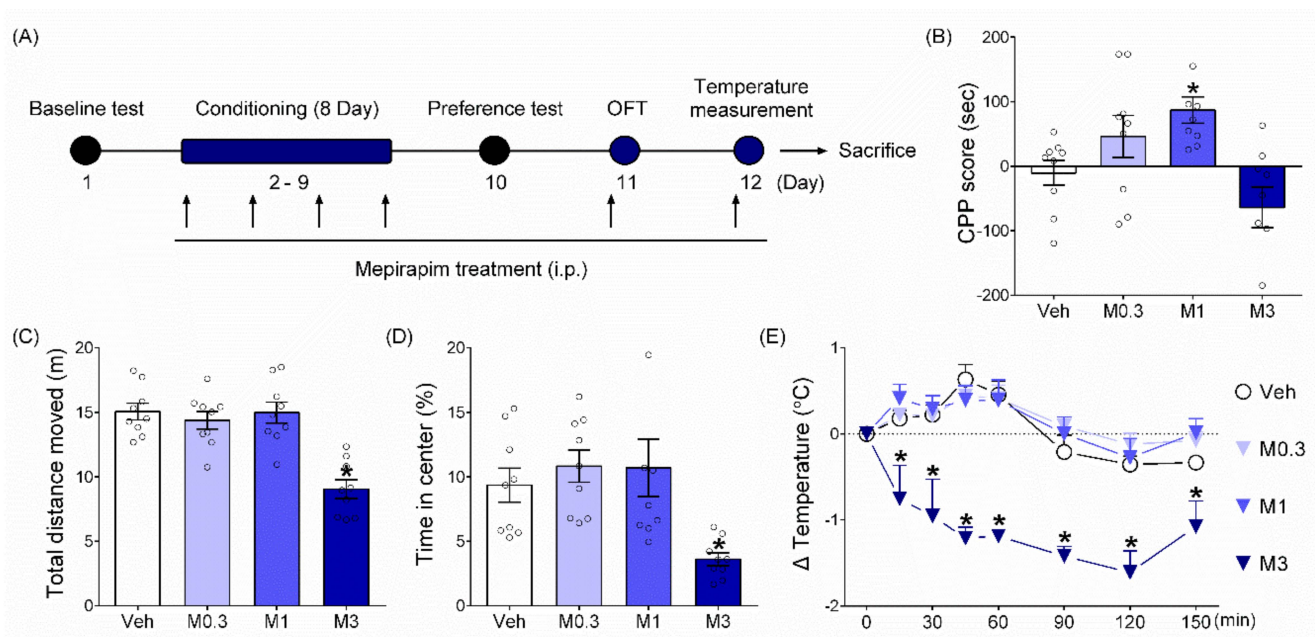 (A)
Baseline test
Conditioning (8 Day)
Preference test
OFT
Temperature
measurement
Sacrifice
1
2 - 9
10
11
12
(Day)
Mepirapim treatment (i.p.)
(B)
CPP score (sec)
200
100
0
-100
-200
*
Veh
M0.3
M1
M3
(C)
Total distance moved (m)
20
15
10
5
0
*
Veh
M0.3
M1
M3
(D)
Time in center (%)
20
15
10
5
0
*
Veh
M0.3
M1
M3
(E)
Δ Temperature (°C)
1
0
-1
-2
* * * * * * *
0 30 60 90 120 150 (min)
Veh
M0.3
M1
M3